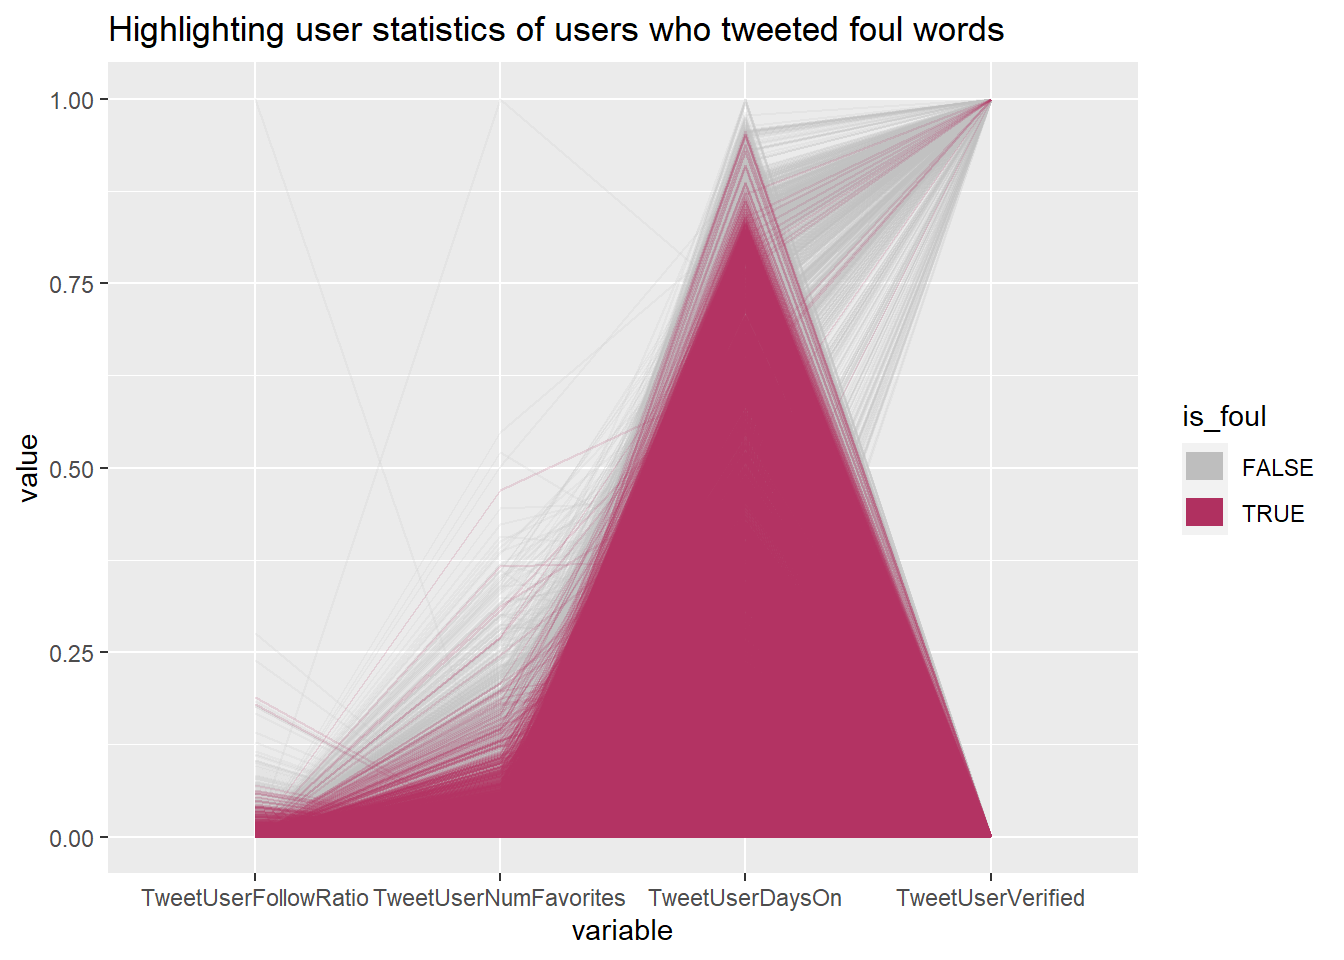 Highlighting user statistics of users who tweeted foul words
1.00
0.75
0.50
0.25
0.00
value
TweetUserFollowRatio TweetUserNumFavorites TweetUserDaysOn TweetUserVerified
variable
is_foul
FALSE
TRUE